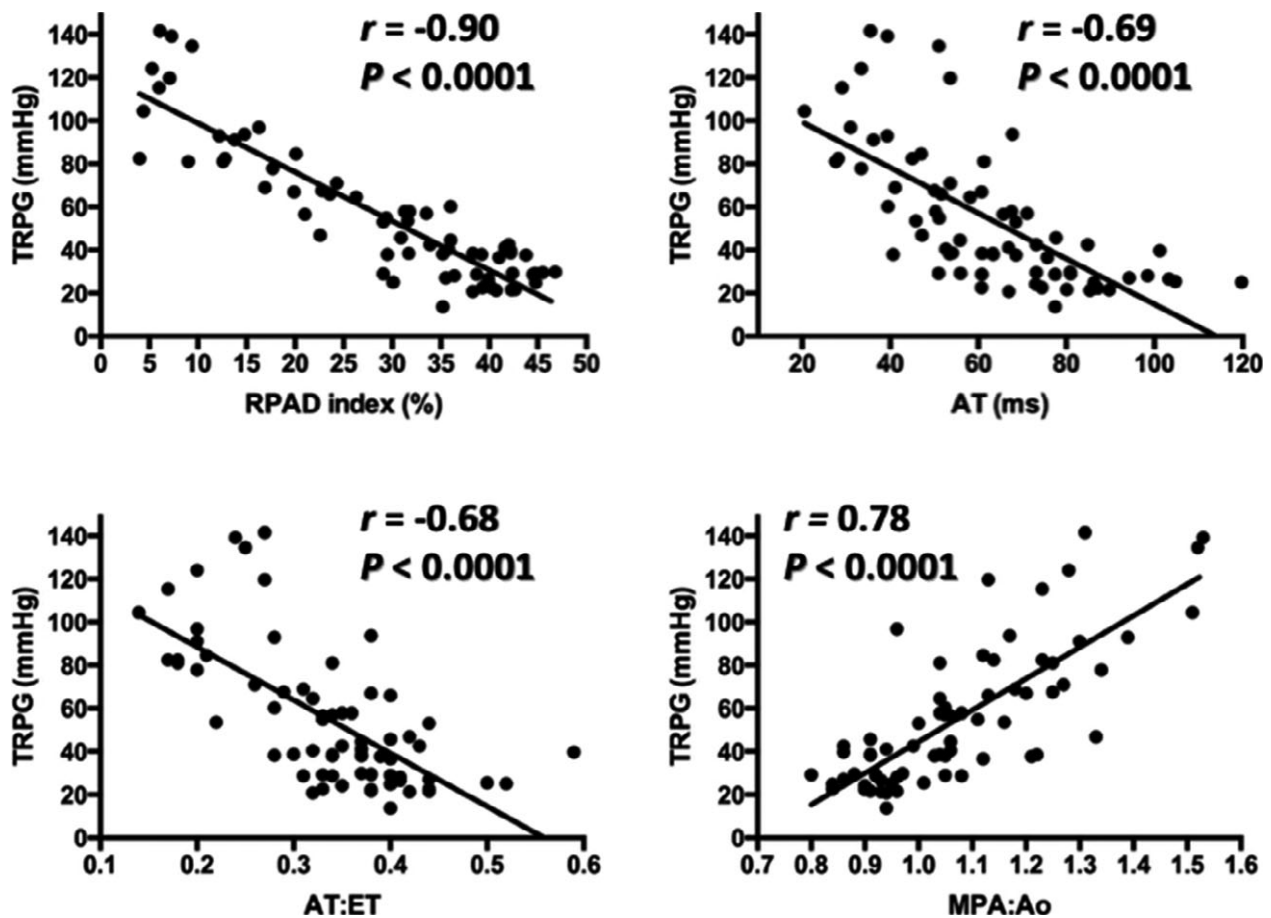 r = -0.90
P < 0.0001
TRPG (mmHg)
140
120
100
80
60
40
20
0
0 5 10 15 20 25 30 35 40 45 50
RPAD index (%)
r = -0.69
P < 0.0001
TRPG (mmHg)
140
120
100
80
60
40
20
0
20 40 60 80 100 120
AT (ms)
r = -0.68
P < 0.0001
TRPG (mmHg)
140
120
100
80
60
40
20
0
0.1 0.2 0.3 0.4 0.5 0.6
AT:ET
r = 0.78
P < 0.0001
TRPG (mmHg)
140
120
100
80
60
40
20
0
0.7 0.8 0.9 1.0 1.1 1.2 1.3 1.4 1.5 1.6
MPA:Ao